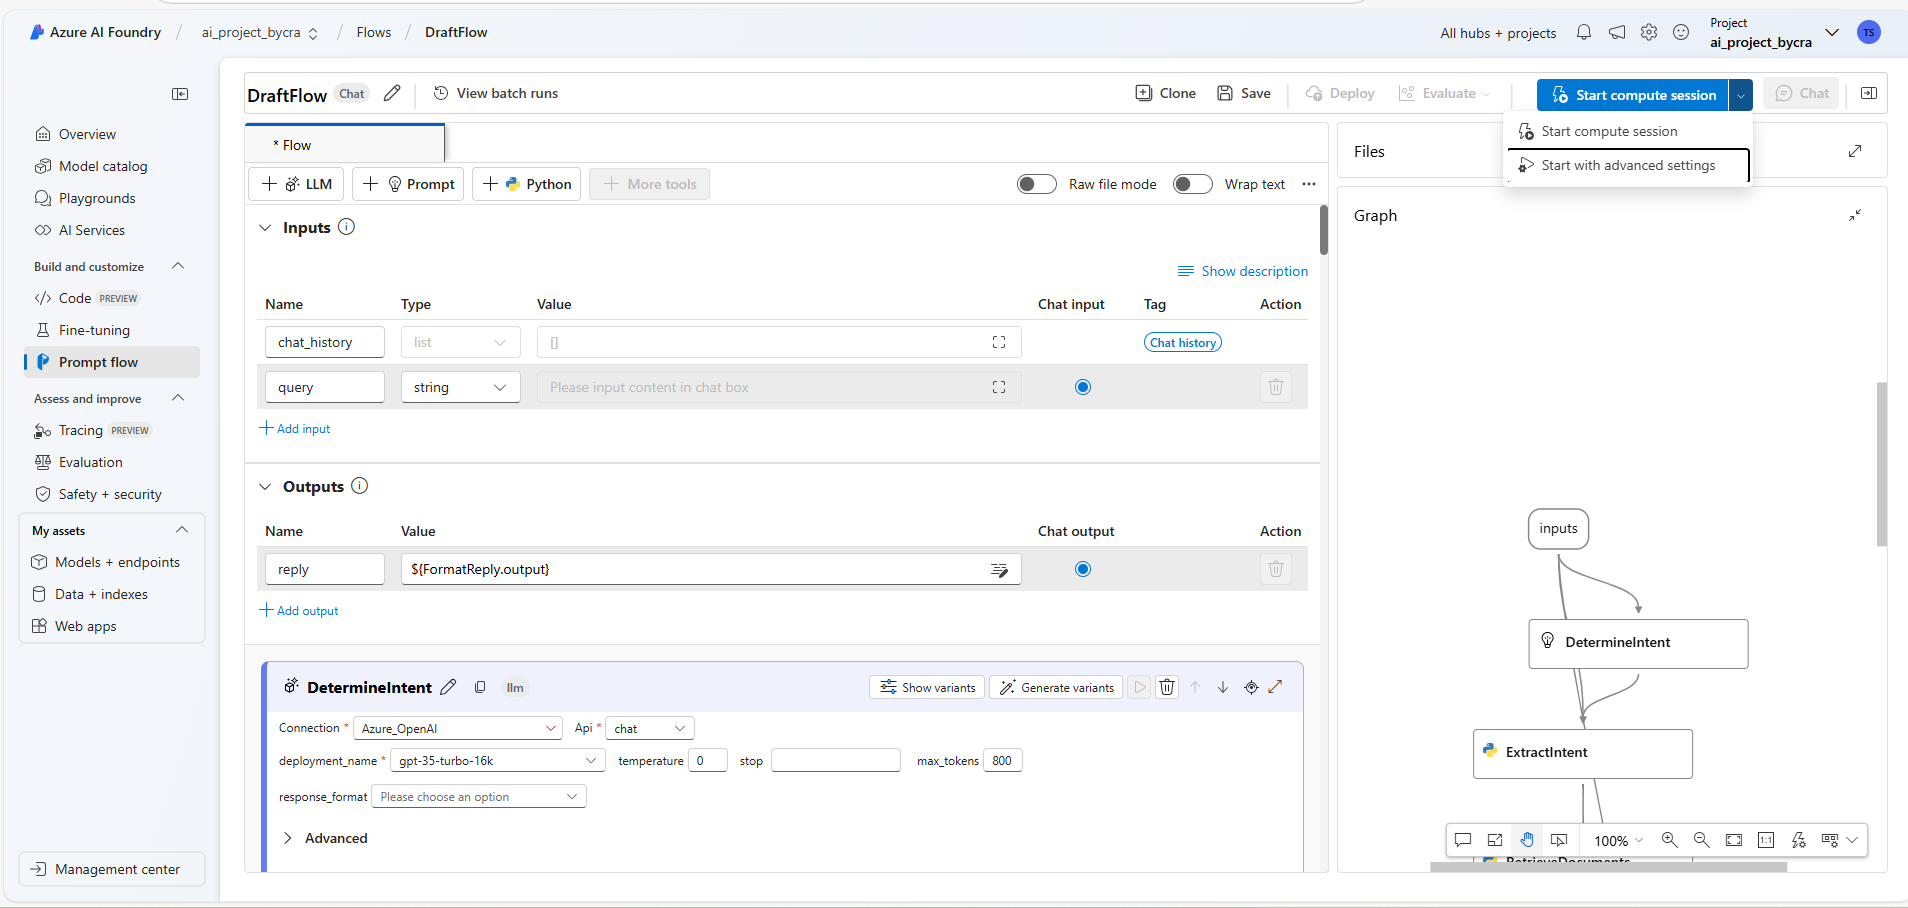 Azure AI Foundry / ai_project_bycra / Flows / DraftFlow
All hubs + projects
Project
ai_project_bycra
TS
Overview
Model catalog
Playgrounds
AI Services
Build and customize
Code PREVIEW
Fine-tuning
Prompt flow
Assess and improve
Tracing PREVIEW
Evaluation
Safety + security
My assets
Models + endpoints
Data + indexes
Web apps
Management center
DraftFlow Chat
View batch runs
Clone Save Deploy Evaluate
Start compute session
Chat
Start compute session
Start with advanced settings
* Flow
LLM Prompt Python More tools
Raw file mode Wrap text
Inputs
Show description
Name Type Value Chat input Tag Action
chat_history list [] Chat history
query string Please input content in chat box
Add input
Outputs
Name Value Chat output Action
reply ${FormatReply.output}
Add output
DetermineIntent llm Show variants Generate variants
Connection * Azure_OpenAI Api * chat
deployment_name * gpt-35-turbo-16k temperature 0 stop max_tokens 800
response_format Please choose an option
Advanced
Files
Graph
inputs
DetermineIntent
ExtractIntent
100% 1:1
RetrieveDocuments